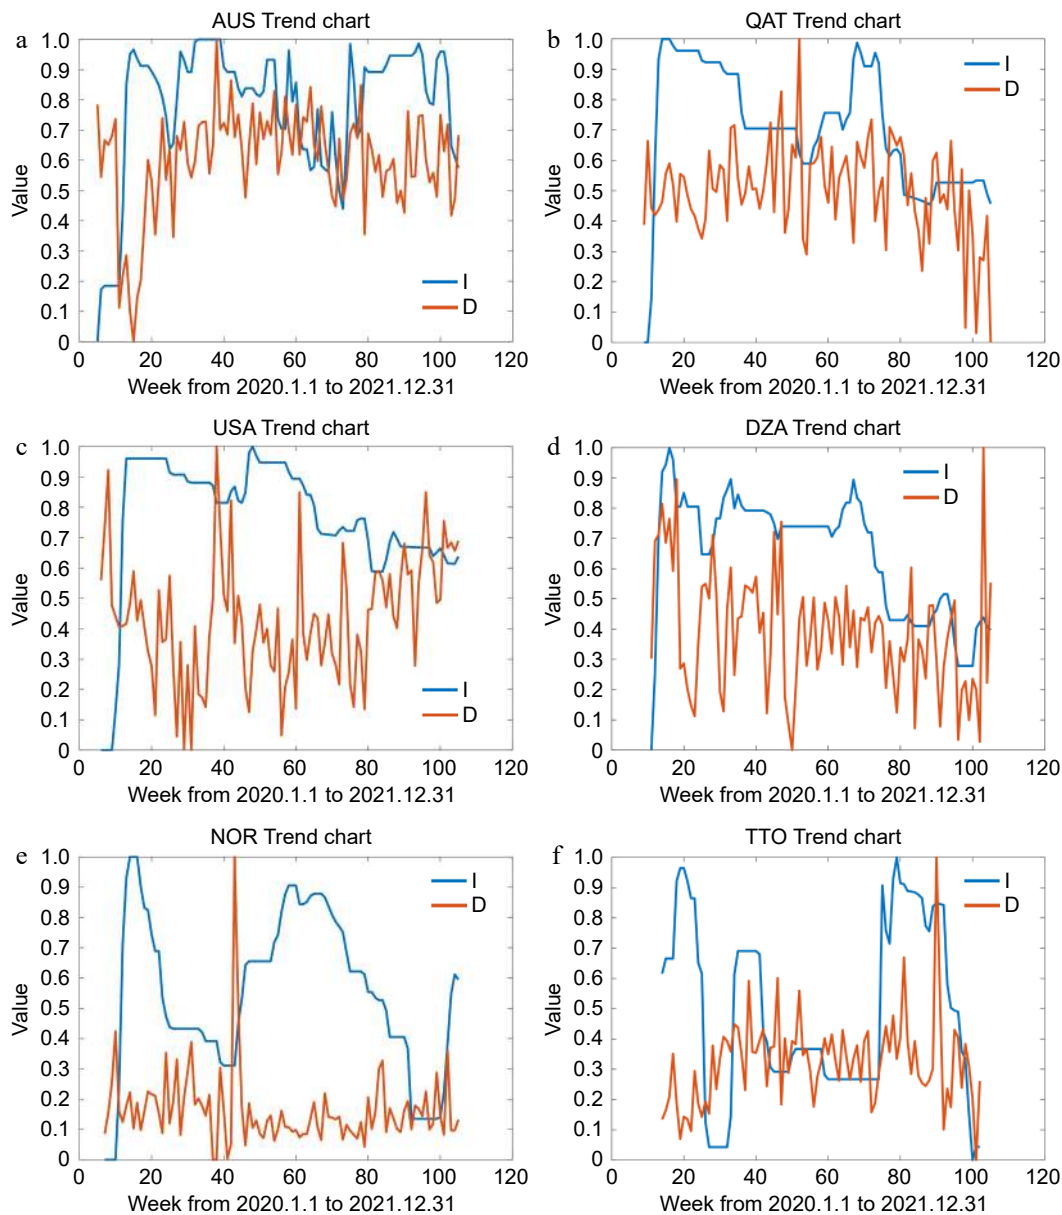 AUS Trend chart
a
1.0
0.9
0.8
0.7
0.6
0.5
0.4
0.3
0.2
0.1
0
Value
I
D
0 20 40 60 80 100 120
Week from 2020.1.1 to 2021.12.31
QAT Trend chart
b
1.0
0.9
0.8
0.7
0.6
0.5
0.4
0.3
0.2
0.1
0
Value
I
D
0 20 40 60 80 100 120
Week from 2020.1.1 to 2021.12.31
USA Trend chart
c
1.0
0.9
0.8
0.7
0.6
0.5
0.4
0.3
0.2
0.1
0
Value
I
D
0 20 40 60 80 100 120
Week from 2020.1.1 to 2021.12.31
DZA Trend chart
d
1.0
0.9
0.8
0.7
0.6
0.5
0.4
0.3
0.2
0.1
0
Value
I
D
0 20 40 60 80 100 120
Week from 2020.1.1 to 2021.12.31
NOR Trend chart
e
1.0
0.9
0.8
0.7
0.6
0.5
0.4
0.3
0.2
0.1
0
Value
I
D
0 20 40 60 80 100 120
Week from 2020.1.1 to 2021.12.31
TTO Trend chart
f
1.0
0.9
0.8
0.7
0.6
0.5
0.4
0.3
0.2
0.1
0
Value
I
D
0 20 40 60 80 100 120
Week from 2020.1.1 to 2021.12.31